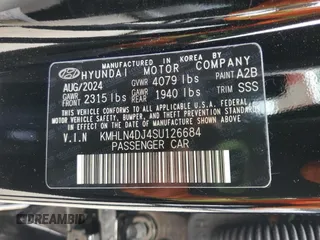 MANUFACTURED IN KOREA BY
HYUNDAI MOTOR COMPANY
AUG/2024 GVWR 4079 lbs PAINT A2B
GAWR FRONT 2315 lbs GAWR REAR 1940 lbs TRIM SSS
THIS VEHICLE CONFORMS TO ALL APPLICABLE
FEDERAL MOTOR VEHICLE SAFETY, BUMPER,
AND THEFT PREVENTION STANDARDS IN
EFFECT ON THE DATE OF MANUFACTURE
SHOWN ABOVE.
V.I.N KMHLN4DJ4SU126684
PASSENGER CAR
DREAMBID